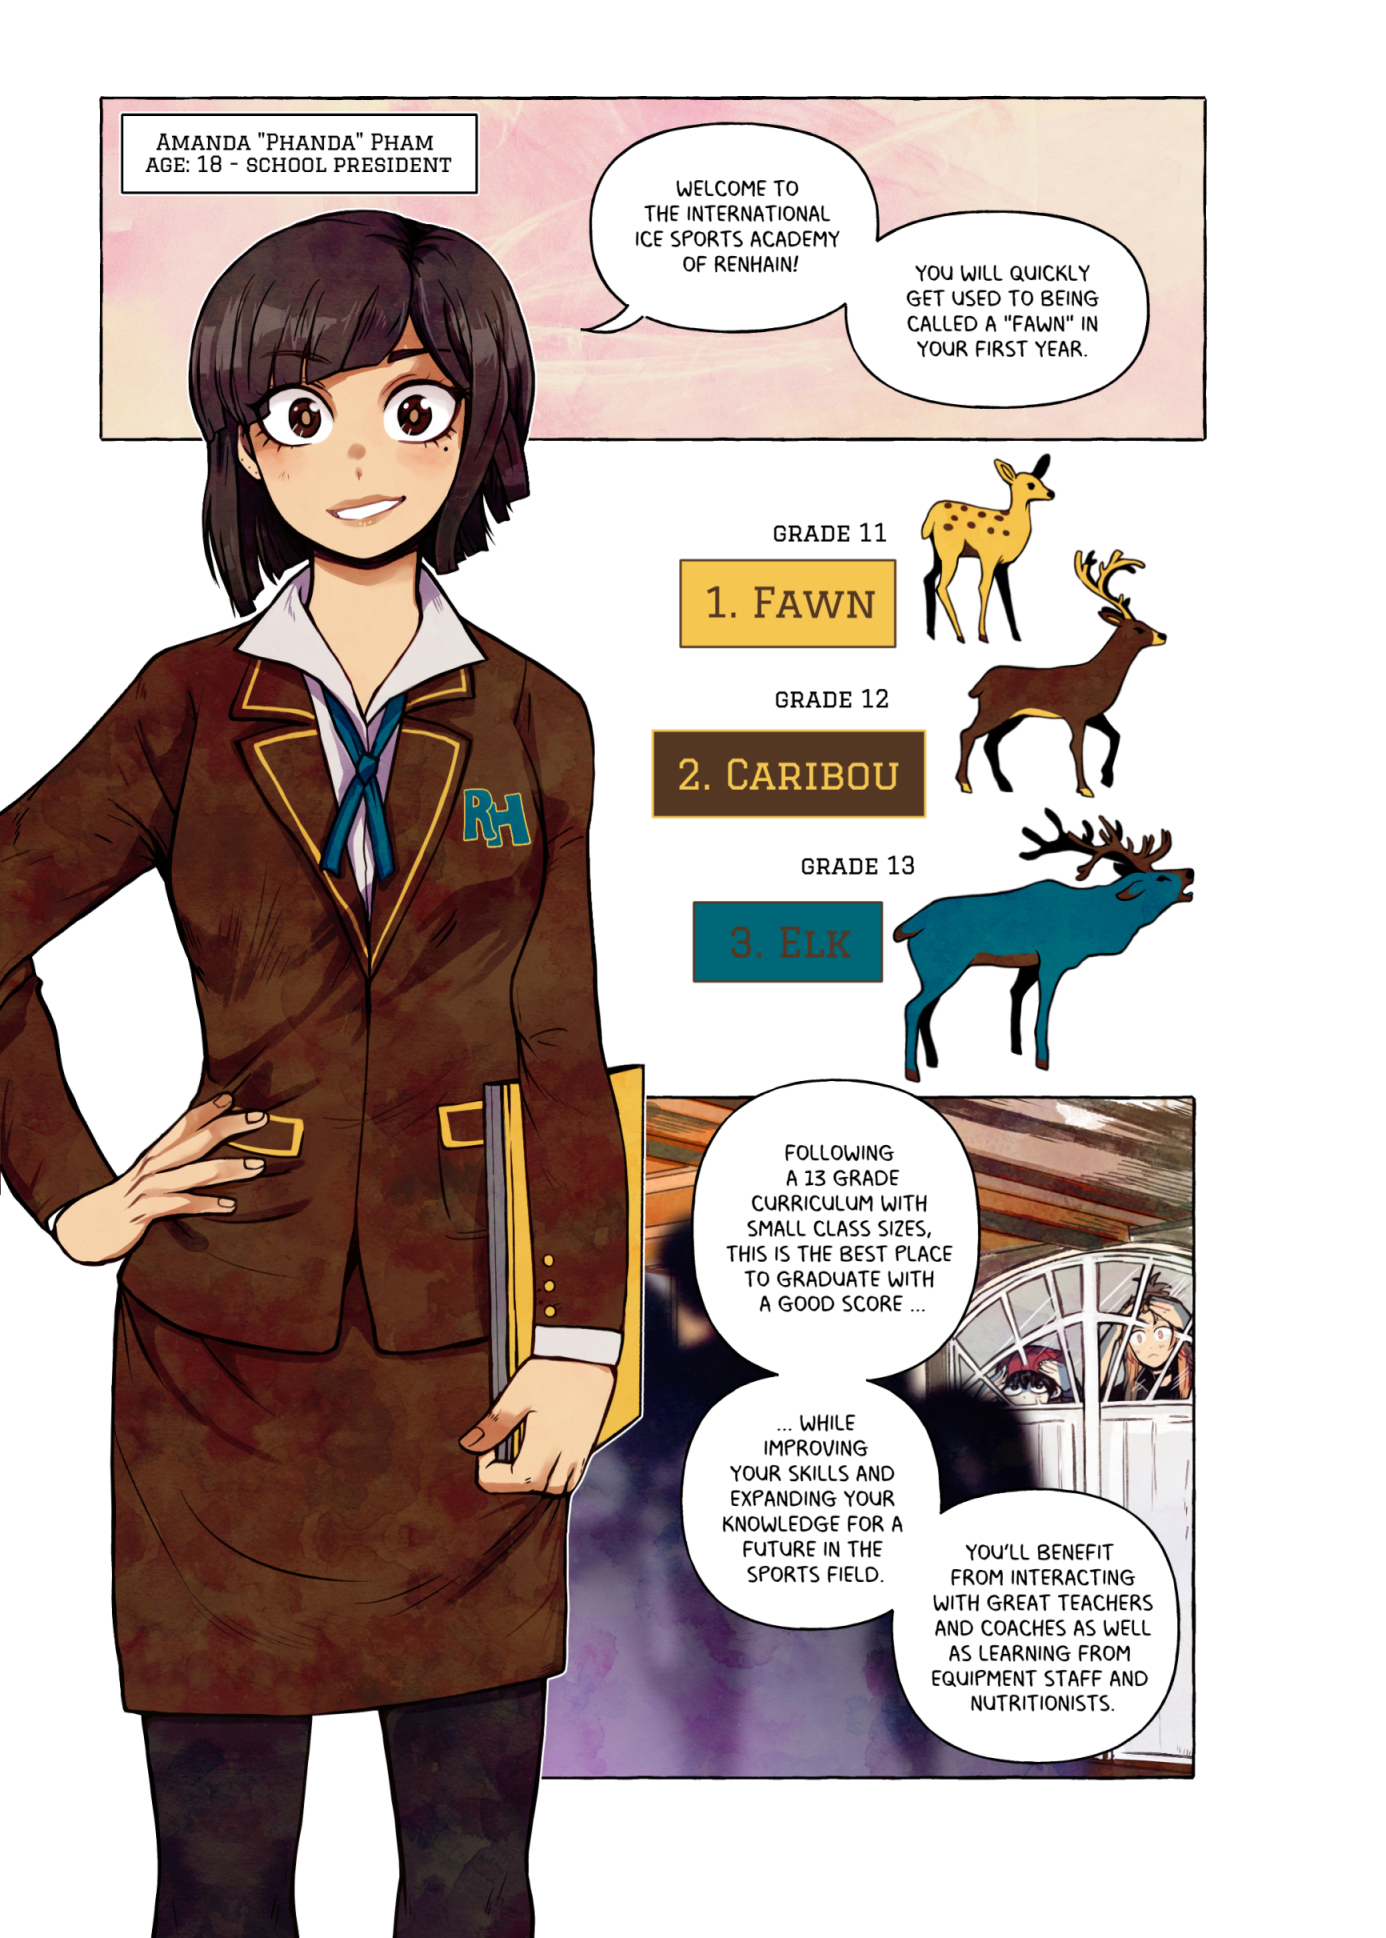 AMANDA "PHANDA" PHAM
AGE: 18 - SCHOOL PRESIDENT
WELCOME TO
THE INTERNATIONAL
ICE SPORTS ACADEMY
OF RENHAIN!
YOU WILL QUICKLY
GET USED TO BEING
CALLED A "FAWN" IN
YOUR FIRST YEAR.
GRADE 11
1. FAWN
GRADE 12
2. CARIBOU
RH
GRADE 13
3. ELK
FOLLOWING
A 13 GRADE
CURRICULUM WITH
SMALL CLASS SIZES,
THIS IS THE BEST PLACE
TO GRADUATE WITH
A GOOD SCORE ...
... WHILE
IMPROVING
YOUR SKILLS AND
EXPANDING YOUR
KNOWLEDGE FOR A
FUTURE IN THE
SPORTS FIELD.
YOU'LL BENEFIT
FROM INTERACTING
WITH GREAT TEACHERS
AND COACHES AS WELL
AS LEARNING FROM
EQUIPMENT STAFF AND
NUTRITIONISTS.